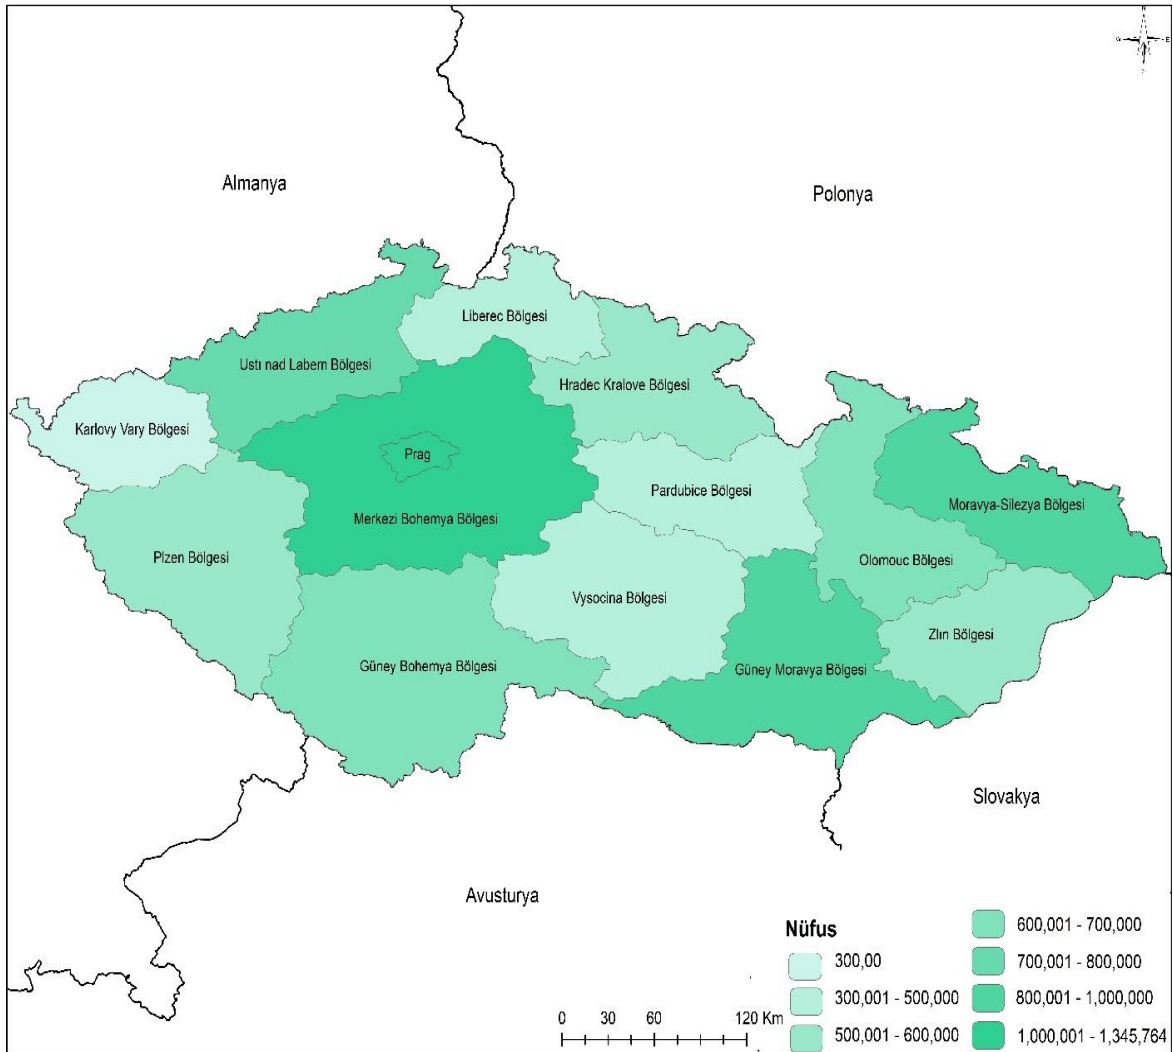 Almanya
Polonya
Liberec Bölgesi
Ustı nad Labem Bölgesi
Hradec Kralove Bölgesi
Karlovy Vary Bölgesi
Prag
Pardubice Bölgesi
Moravya-Silezya Bölgesi
Merkezi Bohemya Bölgesi
Plzen Bölgesi
Olomouc Bölgesi
Vysocina Bölgesi
Zlın Bölgesi
Güney Bohemya Bölgesi
Güney Moravya Bölgesi
Slovakya
Avusturya
Nüfus
300,00
300,001 - 500,000
500,001 - 600,000
600,001 - 700,000
700,001 - 800,000
800,001 - 1,000,000
1,000,001 - 1,345,764
0 30 60 120 Km